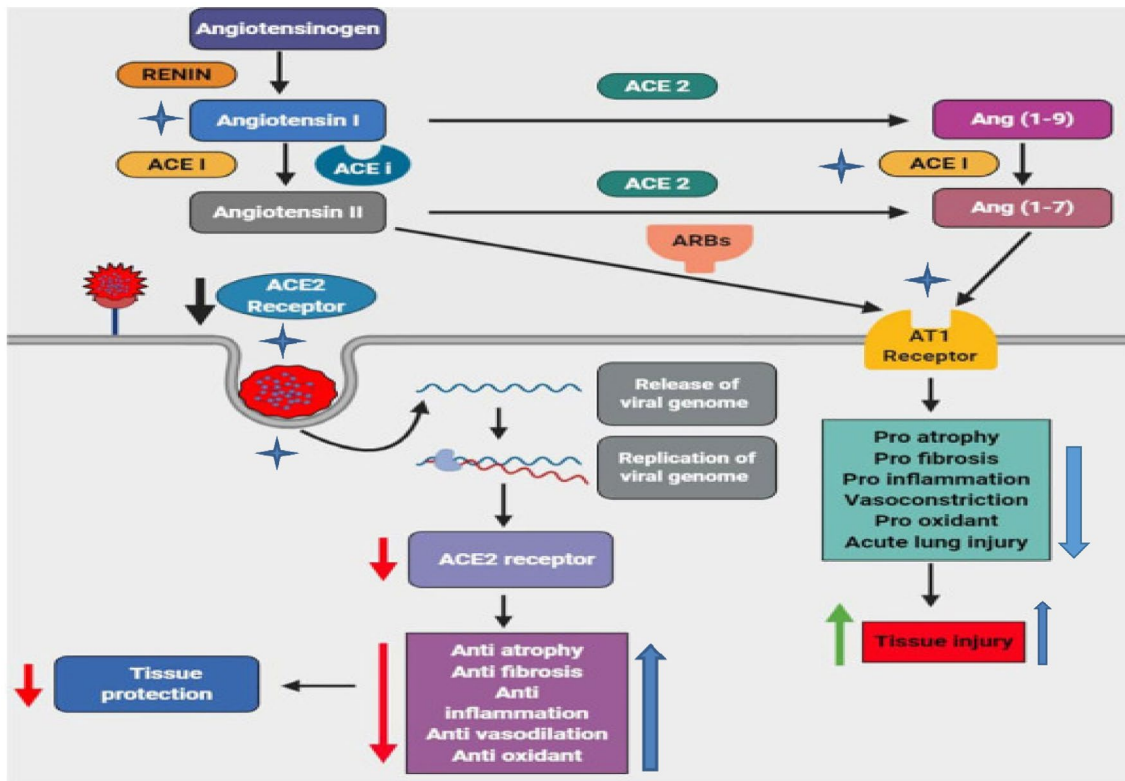 Angiotensinogen
RENIN
ACE 2
Angiotensin I
Ang (1-9)
ACE I
ACE i
ACE I
ACE 2
Angiotensin II
Ang (1-7)
ARBs
ACE2
Receptor
AT1
Receptor
Release of
viral genome
Replication of
viral genome
Pro atrophy
Pro fibrosis
Pro inflammation
Vasoconstriction
Pro oxidant
Acute lung injury
ACE2 receptor
Tissue injury
Anti atrophy
Anti fibrosis
Anti
inflammation
Anti vasodilation
Anti oxidant
Tissue
protection